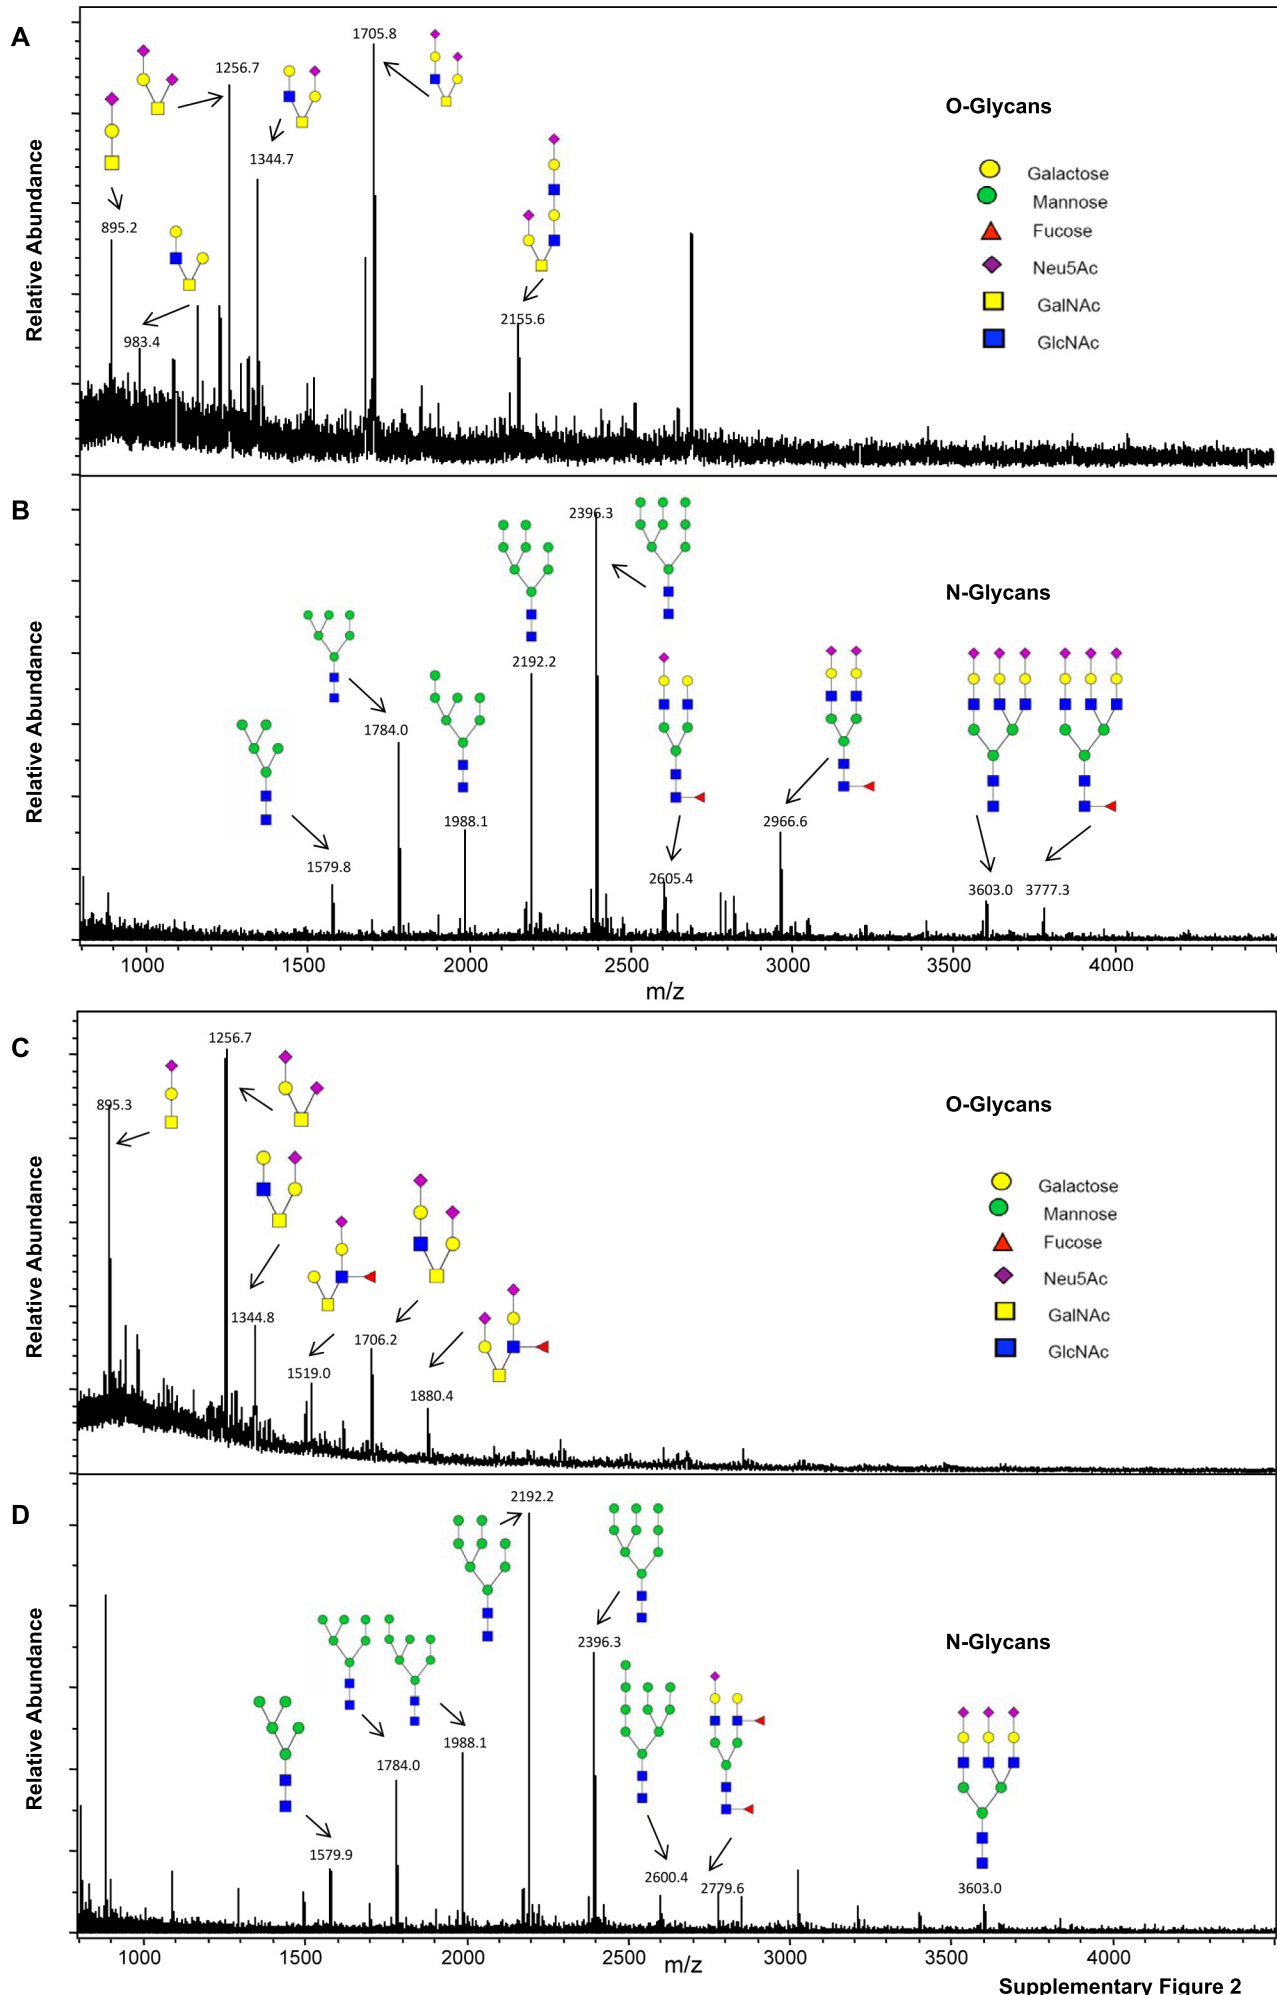 A
1705.8
1256.7
1344.7
895.2
983.4
2155.6
O-Glycans
Galactose
Mannose
Fucose
Neu5Ac
GalNAc
GlcNAc
Relative Abundance
B
2396.3
2192.2
1784.0
1988.1
1579.8
2605.4
2966.6
3603.0
3777.3
N-Glycans
Relative Abundance
1000 1500 2000 2500 3000 3500 4000
m/z
C
1256.7
895.3
1344.8
1519.0
1706.2
1880.4
O-Glycans
Galactose
Mannose
Fucose
Neu5Ac
GalNAc
GlcNAc
Relative Abundance
D
2192.2
2396.3
1988.1
1784.0
1579.9
2600.4
2779.6
3603.0
N-Glycans
Relative Abundance
1000 1500 2000 2500 3000 3500 4000
m/z
Supplementary Figure 2